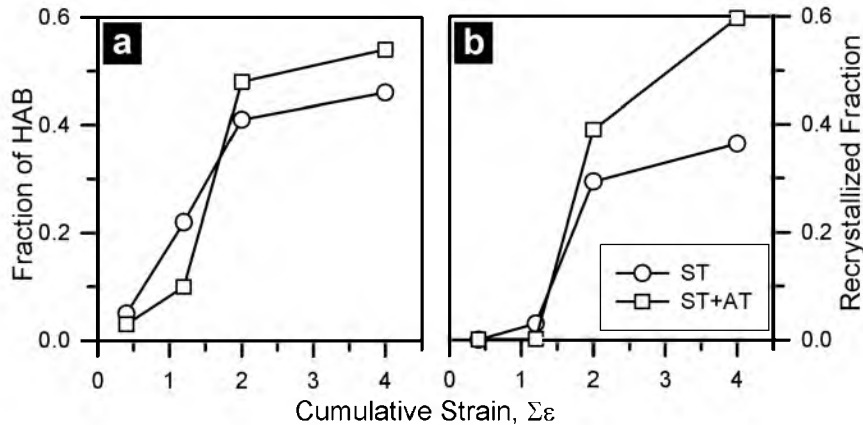 a
b
0.6
0.4
0.2
0.0
Fraction of HAB
0 1 2 3 4
0 1 2 3 4
0.6
0.4
0.2
0.0
Recrystallized Fraction
ST
ST+AT
Cumulative Strain, Σε